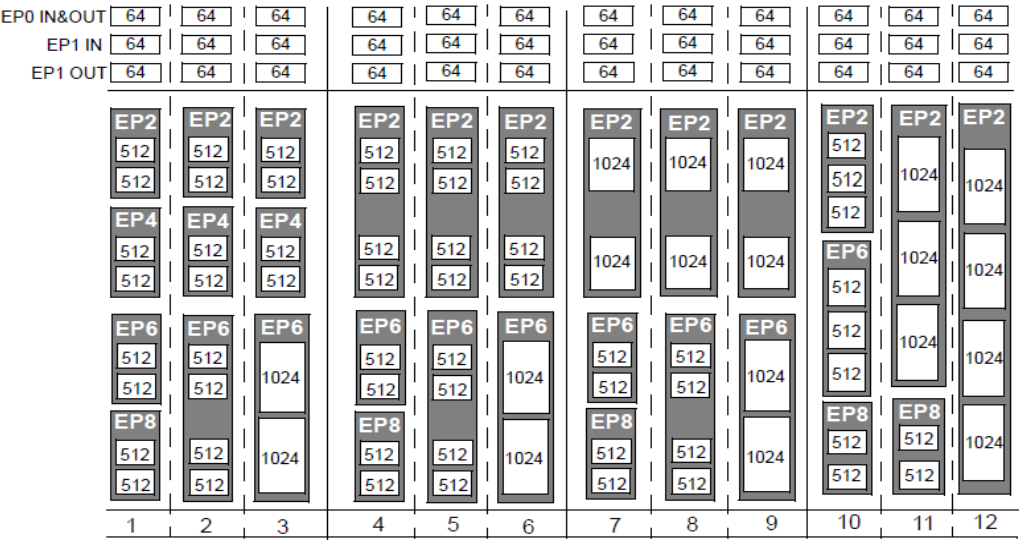 EP0 IN&OUT 64 64 64 64 64 64 64 64 64 64 64 64
EP1 IN 64 64 64 64 64 64 64 64 64 64 64 64
EP1 OUT 64 64 64 64 64 64 64 64 64 64 64 64
EP2 EP2 EP2 EP2 EP2 EP2 EP2 EP2 EP2 EP2 EP2 EP2
512 512 512 512 512 512 1024 1024 1024 512
512 512 512 512 512 512 512 1024 1024
512
EP4 EP4 EP4
512 512 512 512 512 512 1024 1024 1024 EP6 1024 1024
512 512 512 512 512 512 512
EP6 EP6 EP6 EP6 EP6 EP6 EP6 EP6 EP6 512 1024
512 512 512 512 512 512 1024
1024 1024 1024 512
512 512 512 512 512 512
EP8 EP8 EP8 EP8 EP8
512 512 1024 512 512 1024 512 512 1024 512 512 1024
512 512 512 512 512 512 512 512
1 2 3 4 5 6 7 8 9 10 11 12